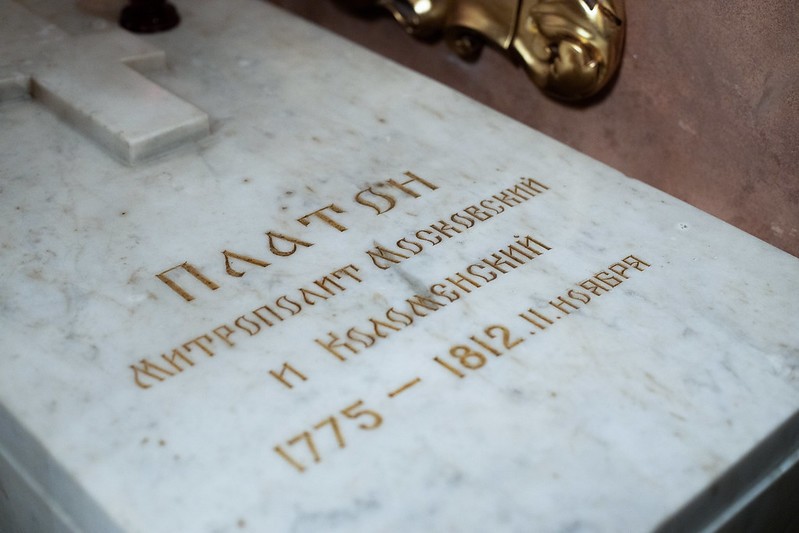 ПЛАТОН
МИТРОПОЛИТ МОСКОВСКИЙ
И КОЛОМЕНСКИЙ
1775 – 1812. 11. НОЯБРЯ